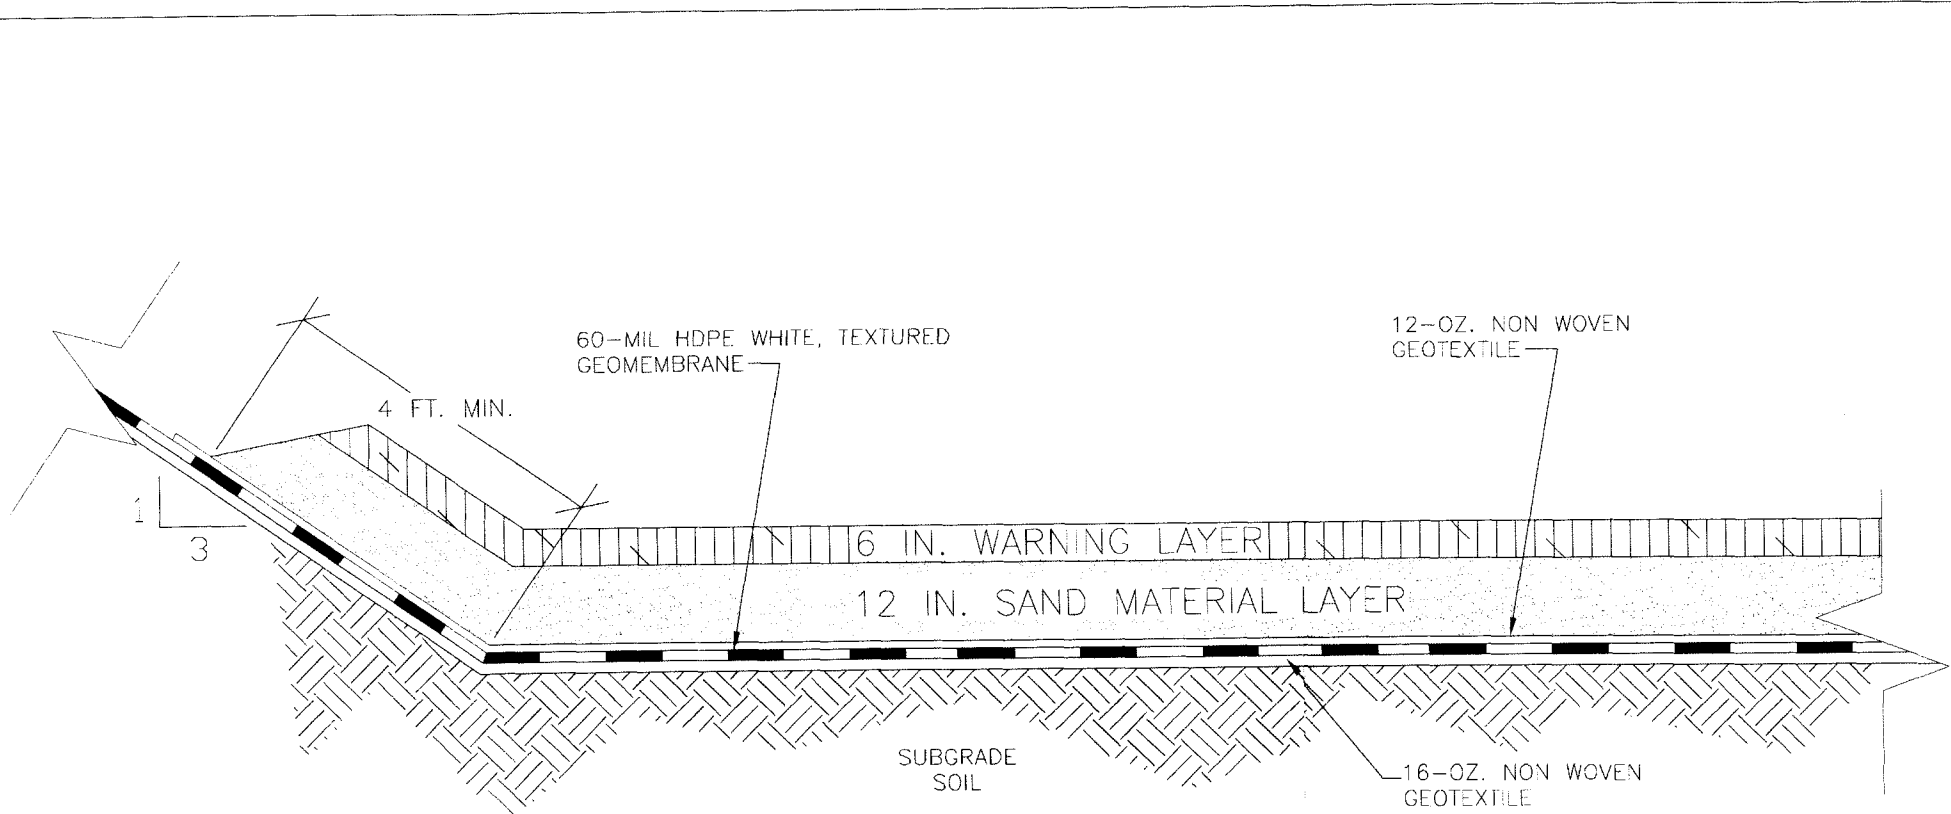 60-MIL HDPE WHITE, TEXTURED
GEOMEMBRANE
12-OZ. NON WOVEN
GEOTEXTILE
4 FT. MIN.
1
3
6 IN. WARNING LAYER
12 IN. SAND MATERIAL LAYER
SUBGRADE
SOIL
16-OZ. NON WOVEN
GEOTEXTILE